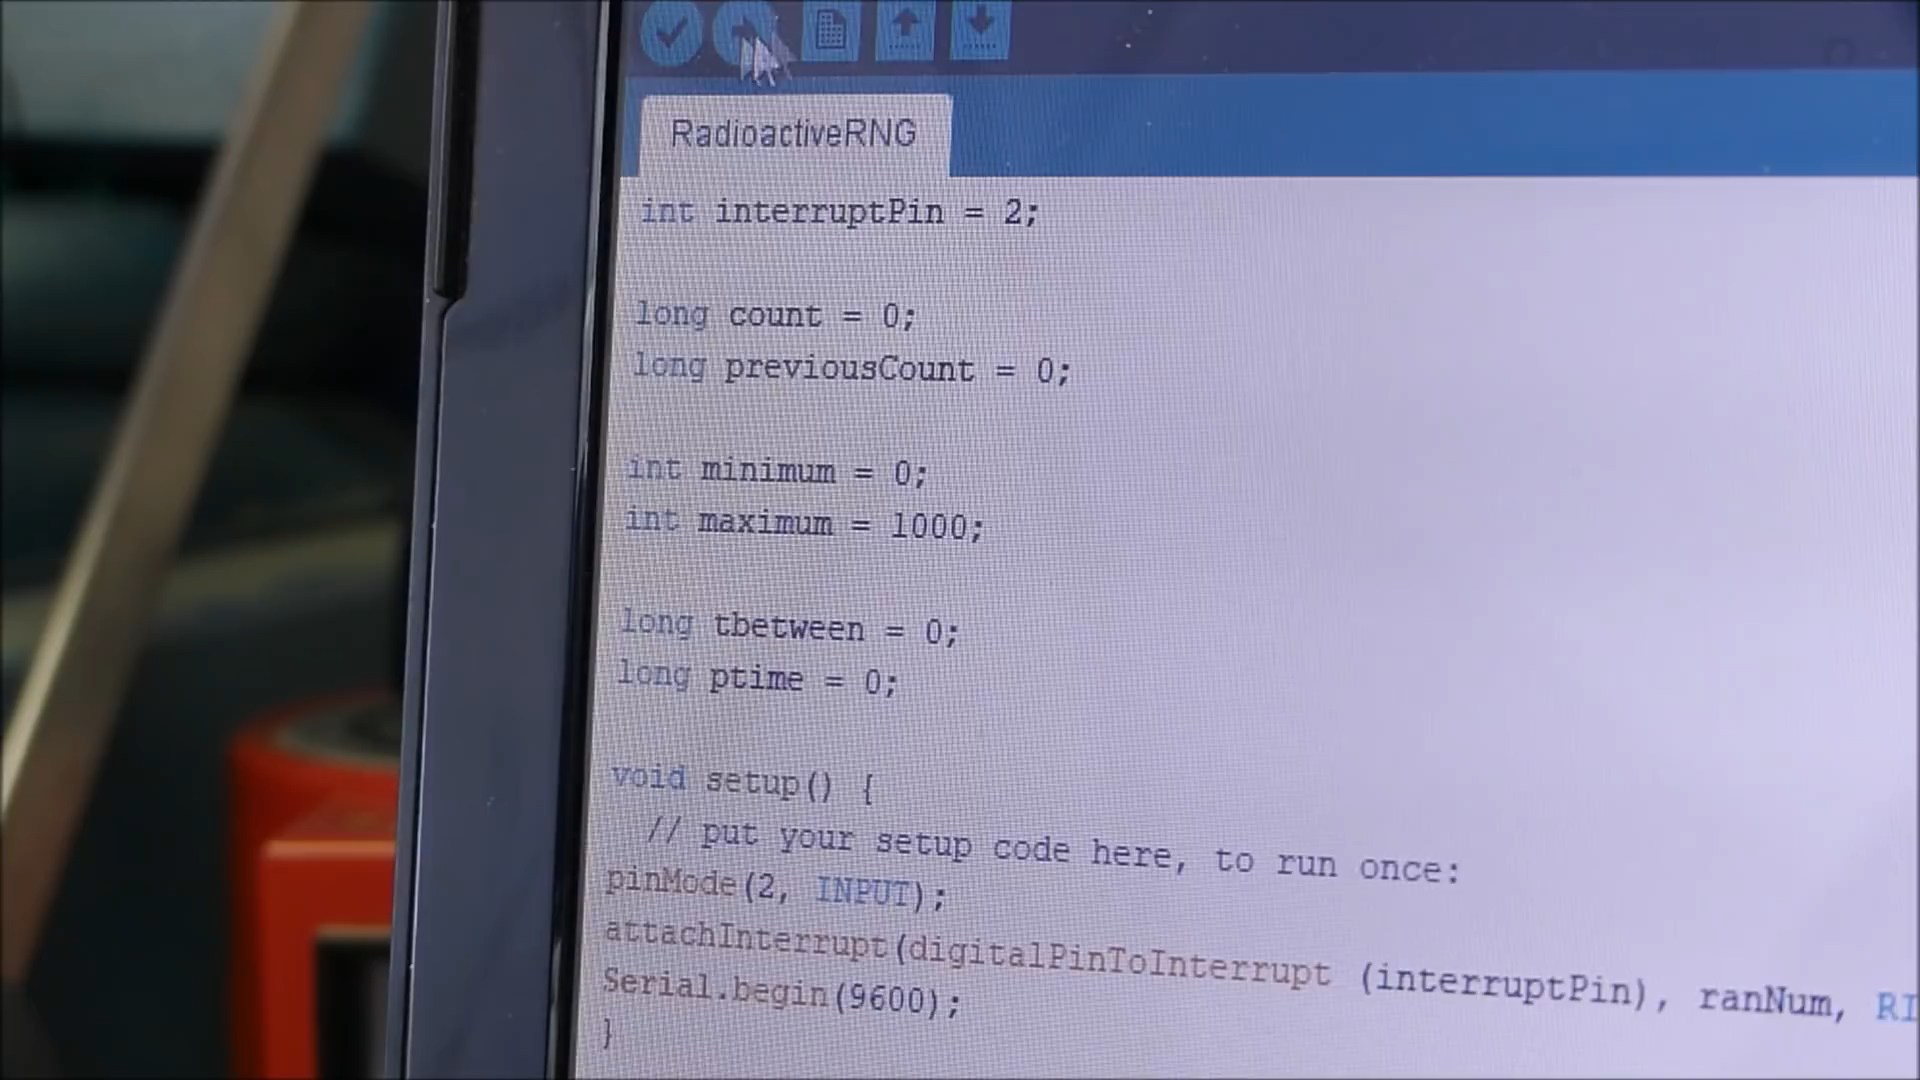 RadioactiveRNG
int interruptPin = 2;
long count = 0;
long previousCount = 0;
int minimum = 0;
int maximum = 1000;
long tbetween = 0;
long ptime = 0;
void setup() {
// put your setup code here, to run once:
pinMode(2, INPUT);
attachInterrupt(digitalPinToInterrupt (interruptPin), ranNum, RI
Serial.begin(9600);
}